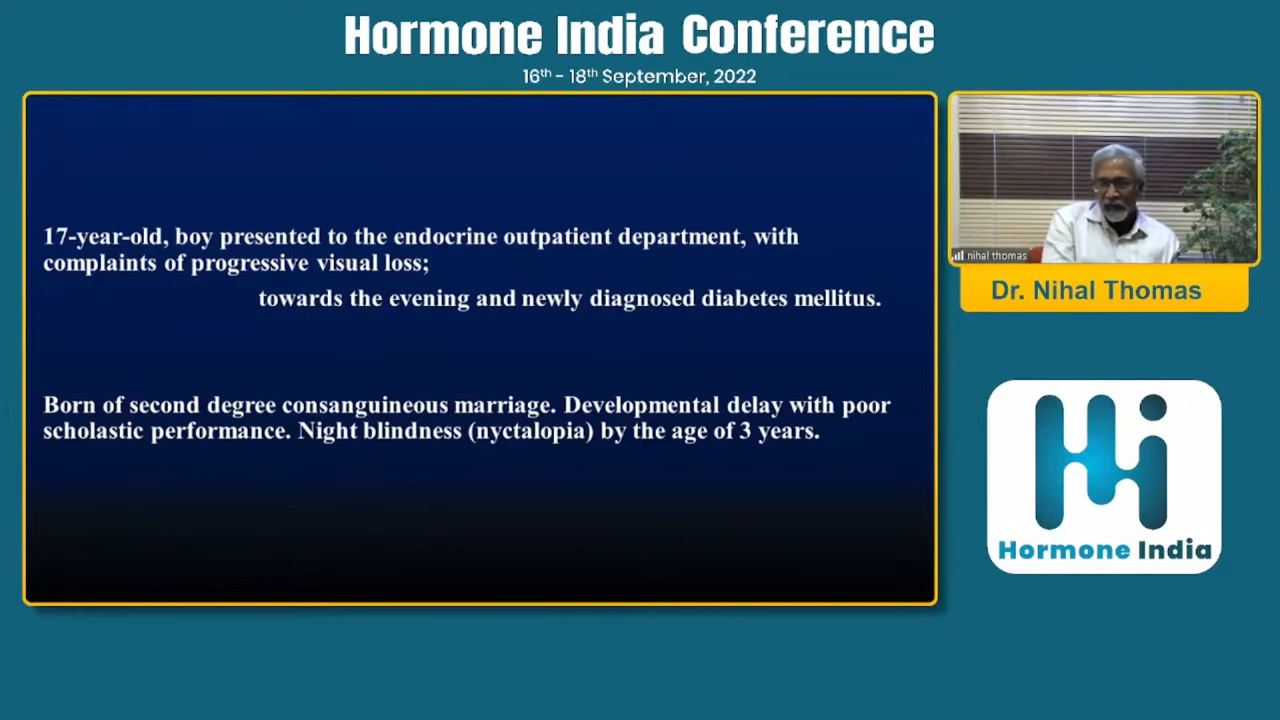 Hormone India Conference
16th - 18th September, 2022
17-year-old, boy presented to the endocrine outpatient department, with
complaints of progressive visual loss;
towards the evening and newly diagnosed diabetes mellitus.
Born of second degree consanguineous marriage. Developmental delay with poor
scholastic performance. Night blindness (nyctalopia) by the age of 3 years.
nihal thomas
Dr. Nihal Thomas
Hi
Hormone India